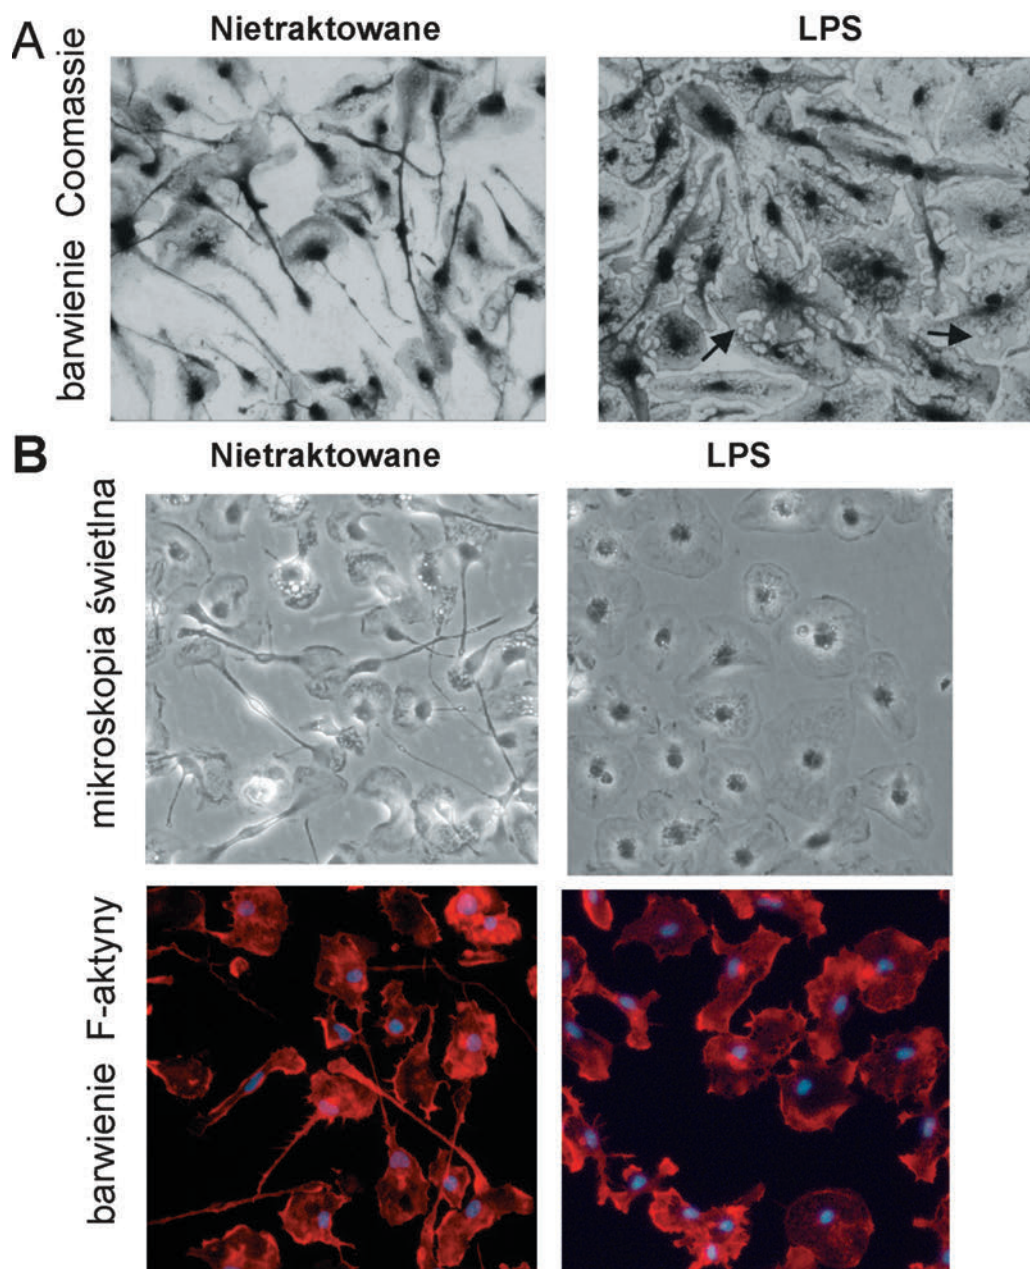 A
Nietraktowane
LPS
barwienie Coomassie
B
Nietraktowane
LPS
mikroskopia świetlna
barwienie F-aktyny